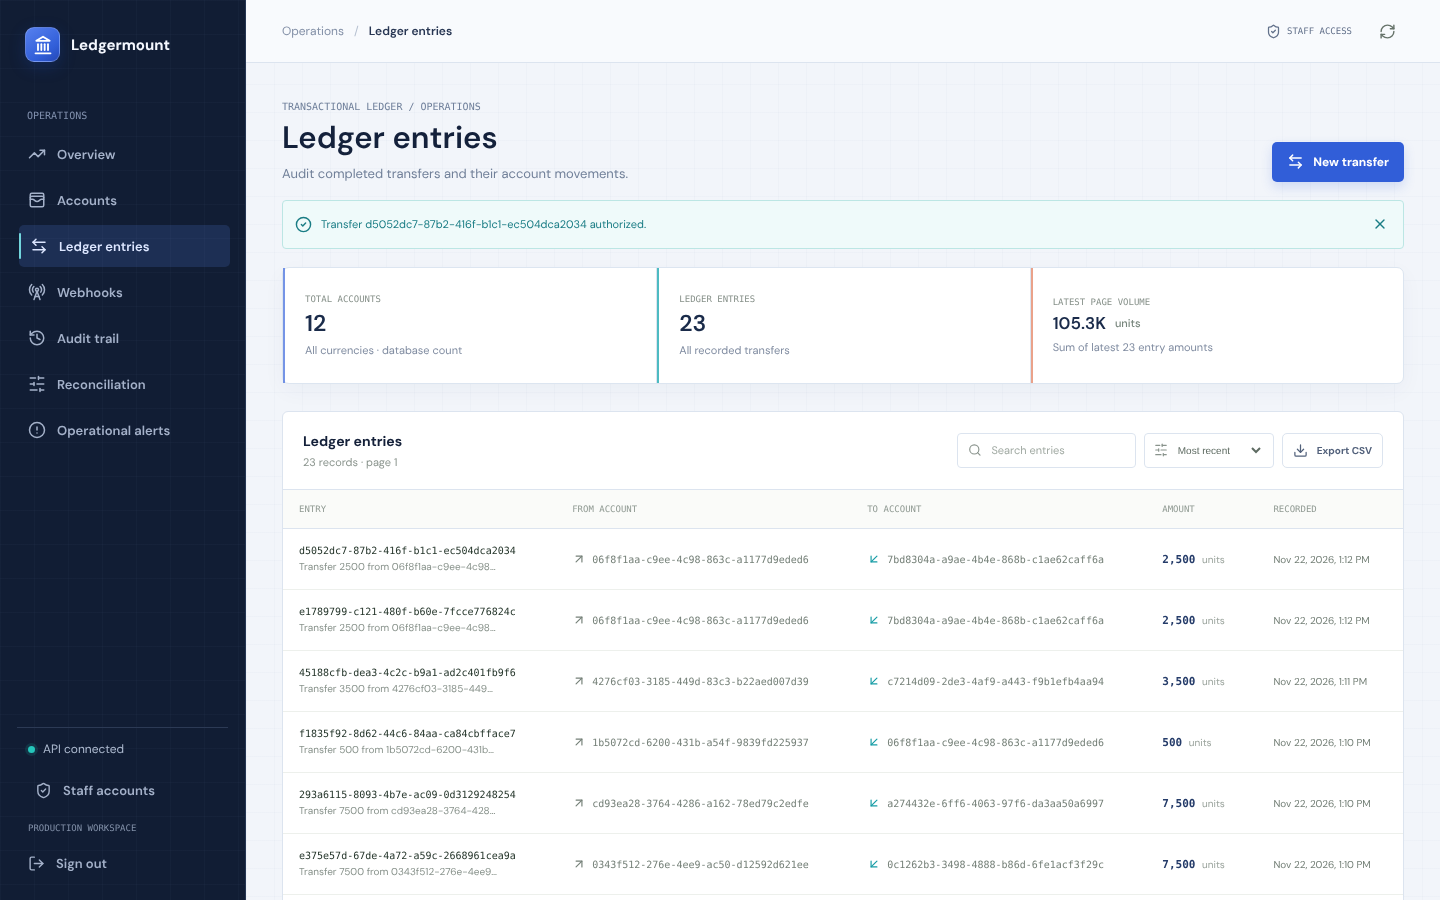 Ledgermount
OPERATIONS
Overview
Accounts
Ledger entries
Webhooks
Audit trail
Reconciliation
Operational alerts
API connected
Staff accounts
PRODUCTION WORKSPACE
Sign out
Operations / Ledger entries
STAFF ACCESS
TRANSACTIONAL LEDGER / OPERATIONS
Ledger entries
Audit completed transfers and their account movements.
New transfer
Transfer d5052dc7-87b2-416f-b1c1-ec504dca2034 authorized.
TOTAL ACCOUNTS
12
All currencies · database count
LEDGER ENTRIES
23
All recorded transfers
LATEST PAGE VOLUME
105.3K units
Sum of latest 23 entry amounts
Ledger entries
23 records · page 1
Search entries
Most recent
Export CSV
ENTRY FROM ACCOUNT TO ACCOUNT AMOUNT RECORDED
d5052dc7-87b2-416f-b1c1-ec504dca2034
Transfer 2500 from 06f8f1aa-c9ee-4c98...
06f8f1aa-c9ee-4c98-863c-a1177d9eded6 7bd8304a-a9ae-4b4e-868b-c1ae62caff6a 2,500 units Nov 22, 2026, 1:12 PM
e1789799-c121-480f-b60e-7fcce776824c
Transfer 2500 from 06f8f1aa-c9ee-4c98...
06f8f1aa-c9ee-4c98-863c-a1177d9eded6 7bd8304a-a9ae-4b4e-868b-c1ae62caff6a 2,500 units Nov 22, 2026, 1:12 PM
45188cfb-dea3-4c2c-b9a1-ad2c401fb9f6
Transfer 3500 from 4276cf03-3185-449...
4276cf03-3185-449d-83c3-b22aed007d39 c7214d09-2de3-4af9-a443-f9b1efb4aa94 3,500 units Nov 22, 2026, 1:11 PM
f1835f92-8d62-44c6-84aa-ca84cbfface7
Transfer 500 from 1b5072cd-6200-431b...
1b5072cd-6200-431b-a54f-9839fd225937 06f8f1aa-c9ee-4c98-863c-a1177d9eded6 500 units Nov 22, 2026, 1:10 PM
293a6115-8093-4b7e-ac09-0d3129248254
Transfer 7500 from cd93ea28-3764-428...
cd93ea28-3764-4286-a162-78ed79c2edfe a274432e-6ff6-4063-97f6-da3aa50a6997 7,500 units Nov 22, 2026, 1:10 PM
e375e57d-67de-4a72-a59c-2668961cea9a
Transfer 7500 from 0343f512-276e-4ee9...
0343f512-276e-4ee9-ac50-d12592d621ee 0c1262b3-3498-4888-b86d-6fe1acf3f29c 7,500 units Nov 22, 2026, 1:10 PM